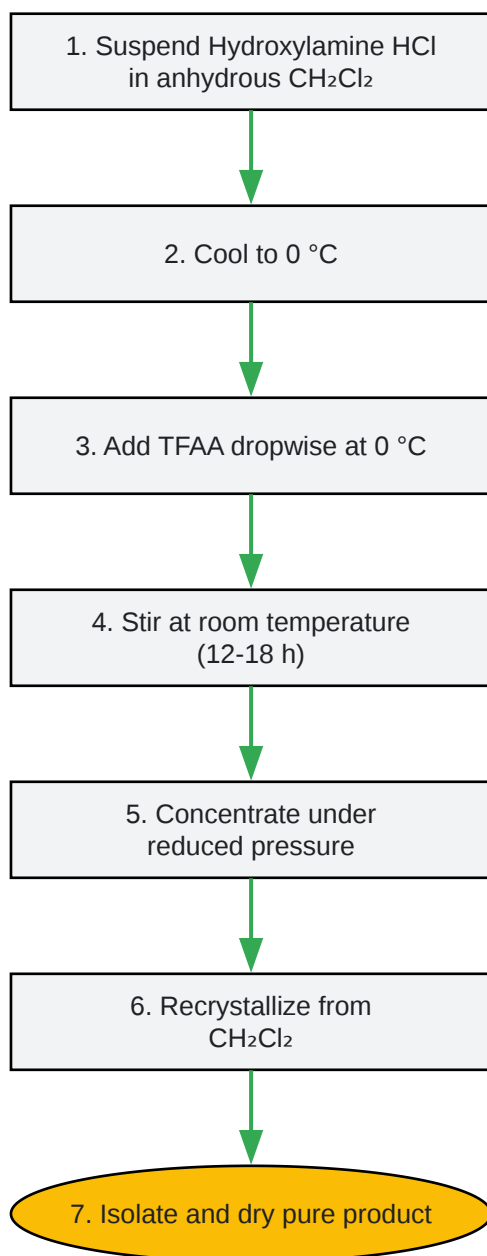 1. Suspend Hydroxylamine HCl
in anhydrous CH₂Cl₂
2. Cool to 0 °C
3. Add TFAA dropwise at 0 °C
4. Stir at room temperature
(12-18 h)
5. Concentrate under
reduced pressure
6. Recrystallize from
CH₂Cl₂
7. Isolate and dry pure product